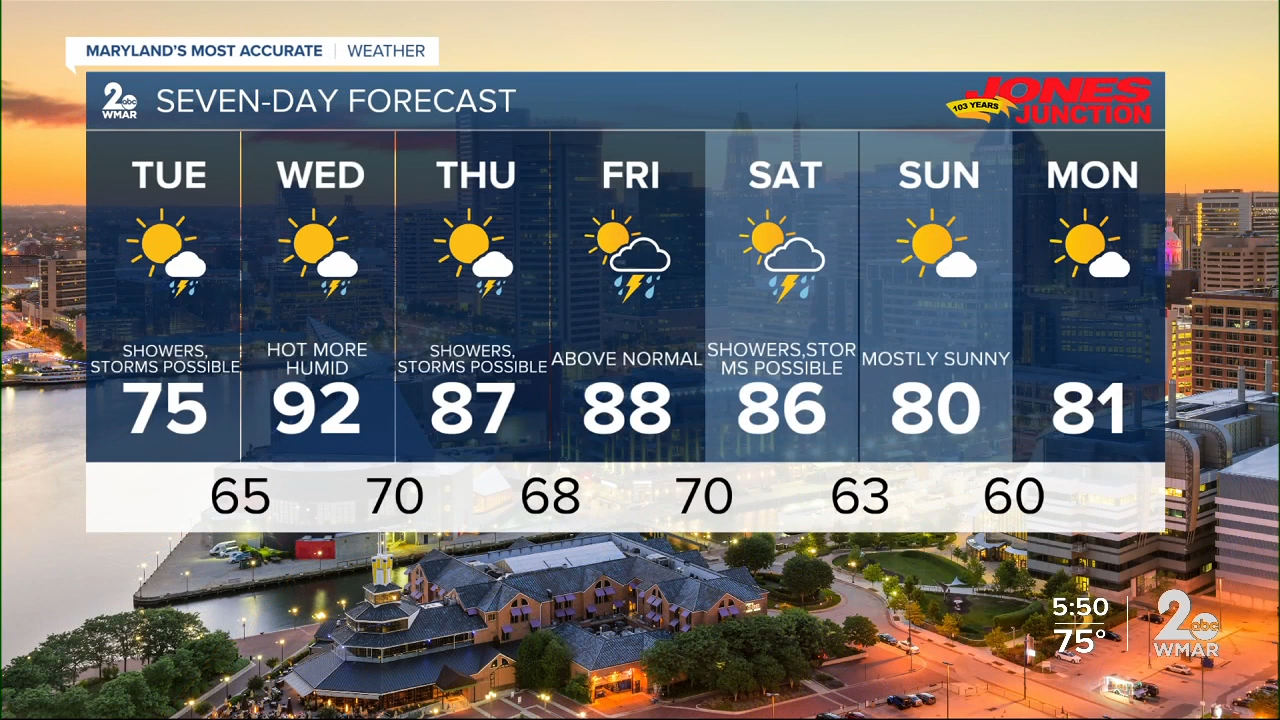 MARYLAND'S MOST ACCURATE | WEATHER
2 abc
WMAR
SEVEN-DAY FORECAST
JONES
103 YEARS
JUNCTION
TUE WED THU FRI SAT SUN MON
SHOWERS,
STORMS POSSIBLE
HOT MORE
HUMID
SHOWERS,
STORMS POSSIBLE
ABOVE NORMAL
SHOWERS,STOR
MS POSSIBLE
MOSTLY SUNNY
75 92 87 88 86 80 81
65 70 68 70 63 60
5:50
75°
2 abc
WMAR